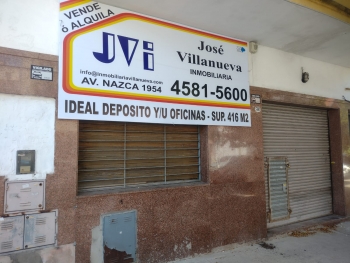 VENDE
ó ALQUILA
JVi
José
Villanueva
INMOBILIARIA
info@inmobiliariavillanueva.com
AV. NAZCA 1954
4581-5600
IDEAL DEPOSITO Y/U OFICINAS - SUP. 416 M2